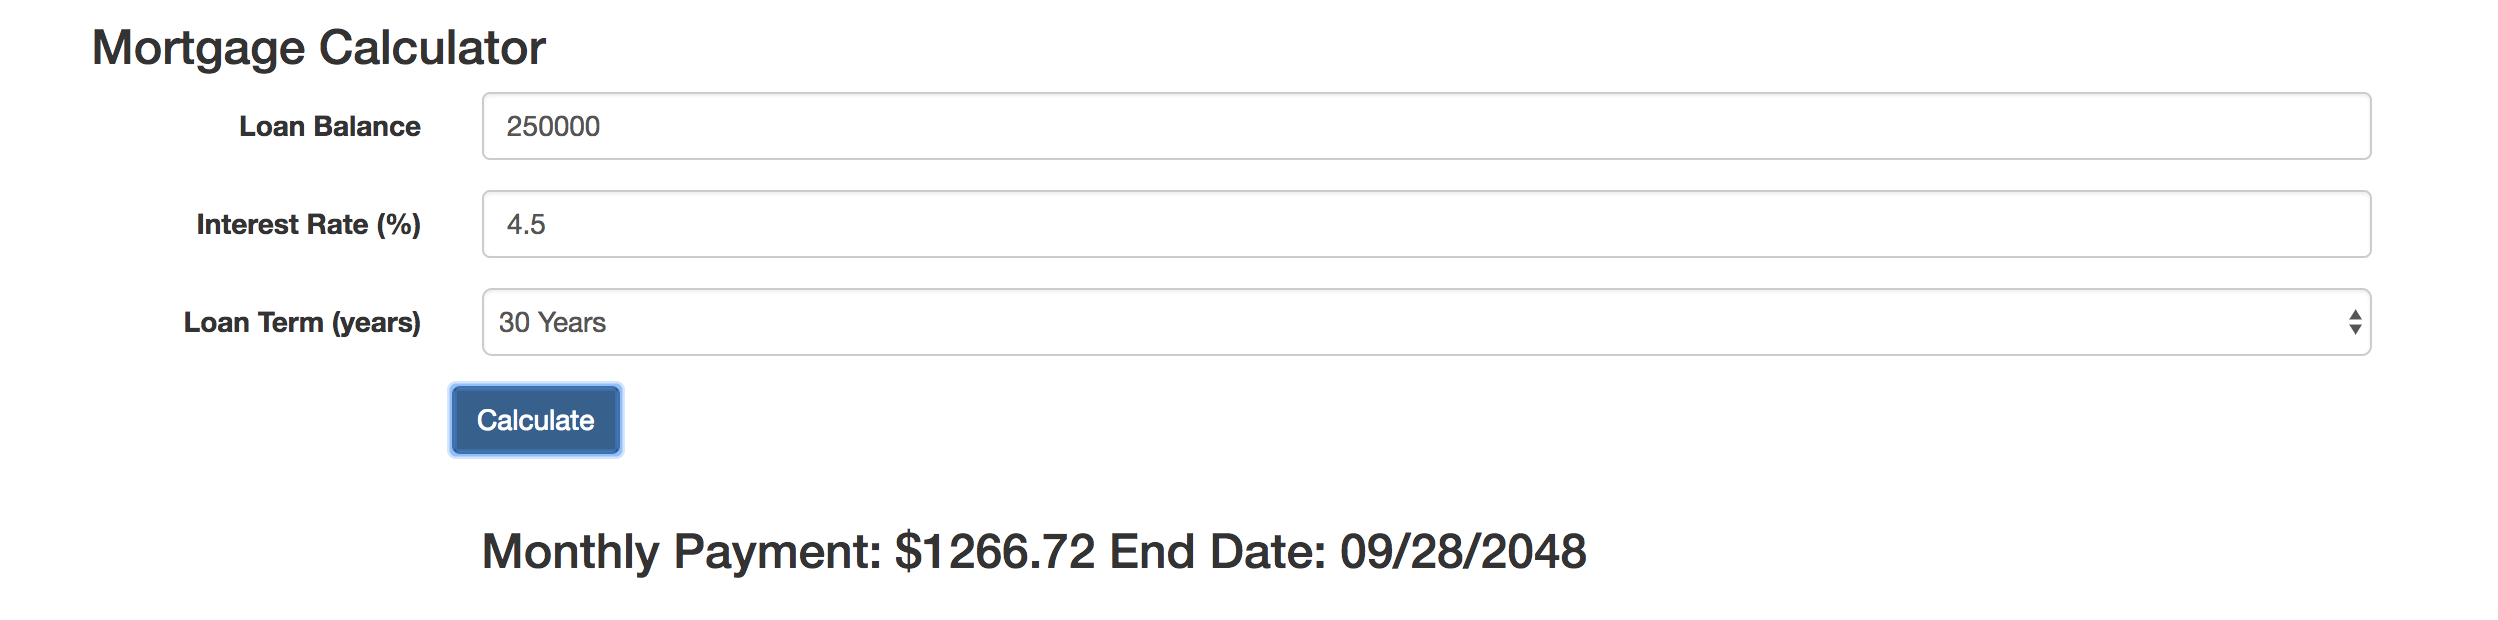 Mortgage Calculator
Loan Balance 250000
Interest Rate (%) 4.5
Loan Term (years) 30 Years
Calculate
Monthly Payment: $1266.72 End Date: 09/28/2048